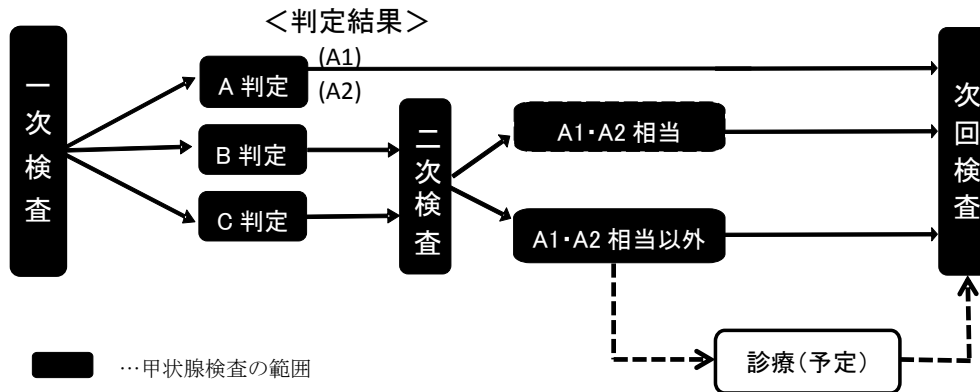 ＜判定結果＞
一次検査
A 判定
(A1)
(A2)
B 判定
C 判定
二次検査
A1・A2 相当
A1・A2 相当以外
次回検査
診療（予定）
…甲状腺検査の範囲